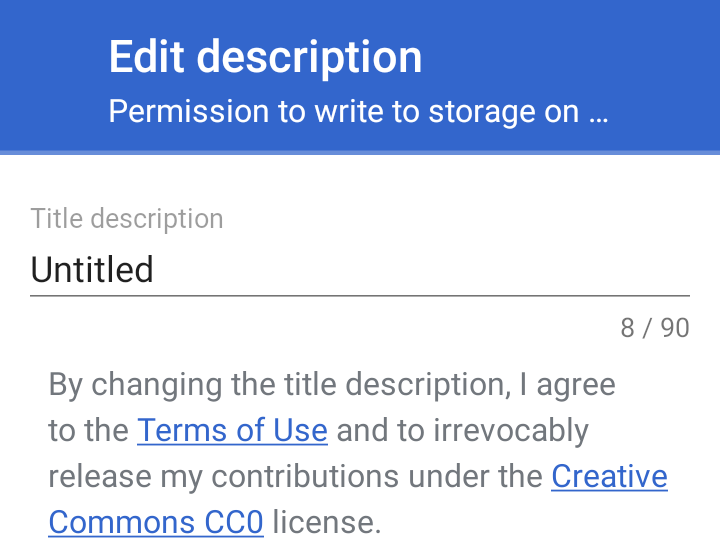 Edit description
Permission to write to storage on …
Title description
Untitled
8 / 90
By changing the title description, I agree
to the Terms of Use and to irrevocably
release my contributions under the Creative
Commons CC0 license.